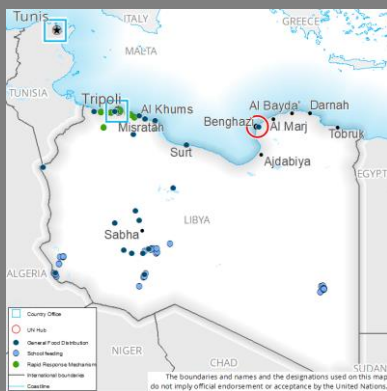 Tunis
ITALY
GREECE
MALTA
TUNISIA
Tripoli
Al Khums
Misratah
Al Bayda'
Darnah
Benghazi
Al Marj
Tobruk
Surt
Ajdabiya
EGYPT
LIBYA
Sabha
ALGERIA
NIGER
CHAD
SUDAN
Country Office
UN Hub
General Food Distribution
School feeding
Rapid Response Mechanism
International boundaries
Coastline
The boundaries and names and the designations used on this map
do not imply official endorsement or acceptance by the United Nations.